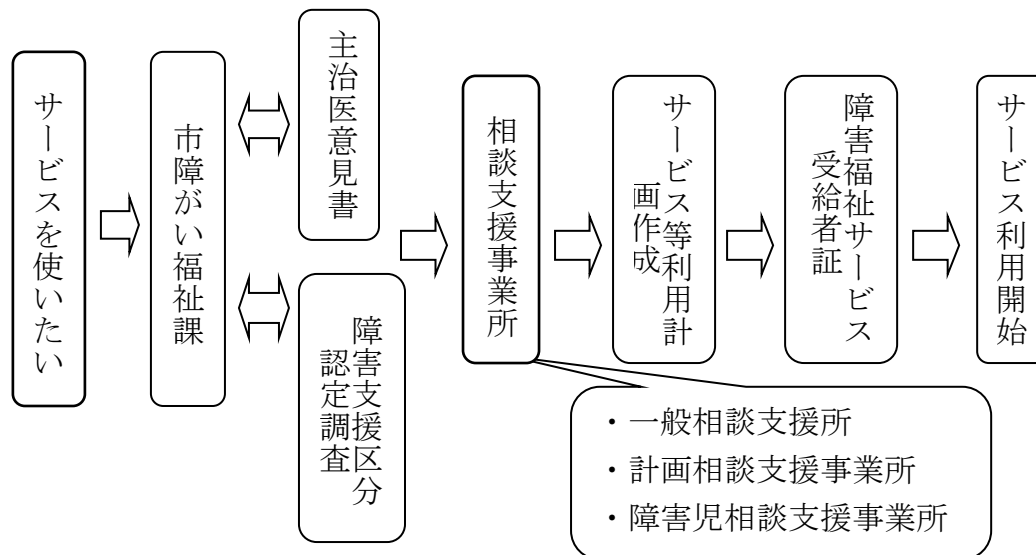 サービスを使いたい
市障がい福祉課
主治医意見書
障害支援区分
認定調査
相談支援事業所
サービス等利用計
画作成
障害福祉サービス
受給者証
サービス利用開始
・一般相談支援所
・計画相談支援事業所
・障害児相談支援事業所